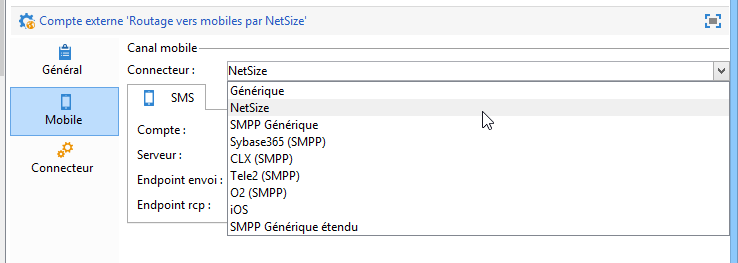 Compte externe 'Routage vers mobiles par NetSize'
Général
Mobile
Connecteur
Canal mobile
Connecteur : NetSize
Générique
NetSize
SMPP Générique
Sybase365 (SMPP)
CLX (SMPP)
Tele2 (SMPP)
O2 (SMPP)
iOS
SMPP Générique étendu
SMS
Compte :
Serveur :
Endpoint envoi :
Endpoint rcp :